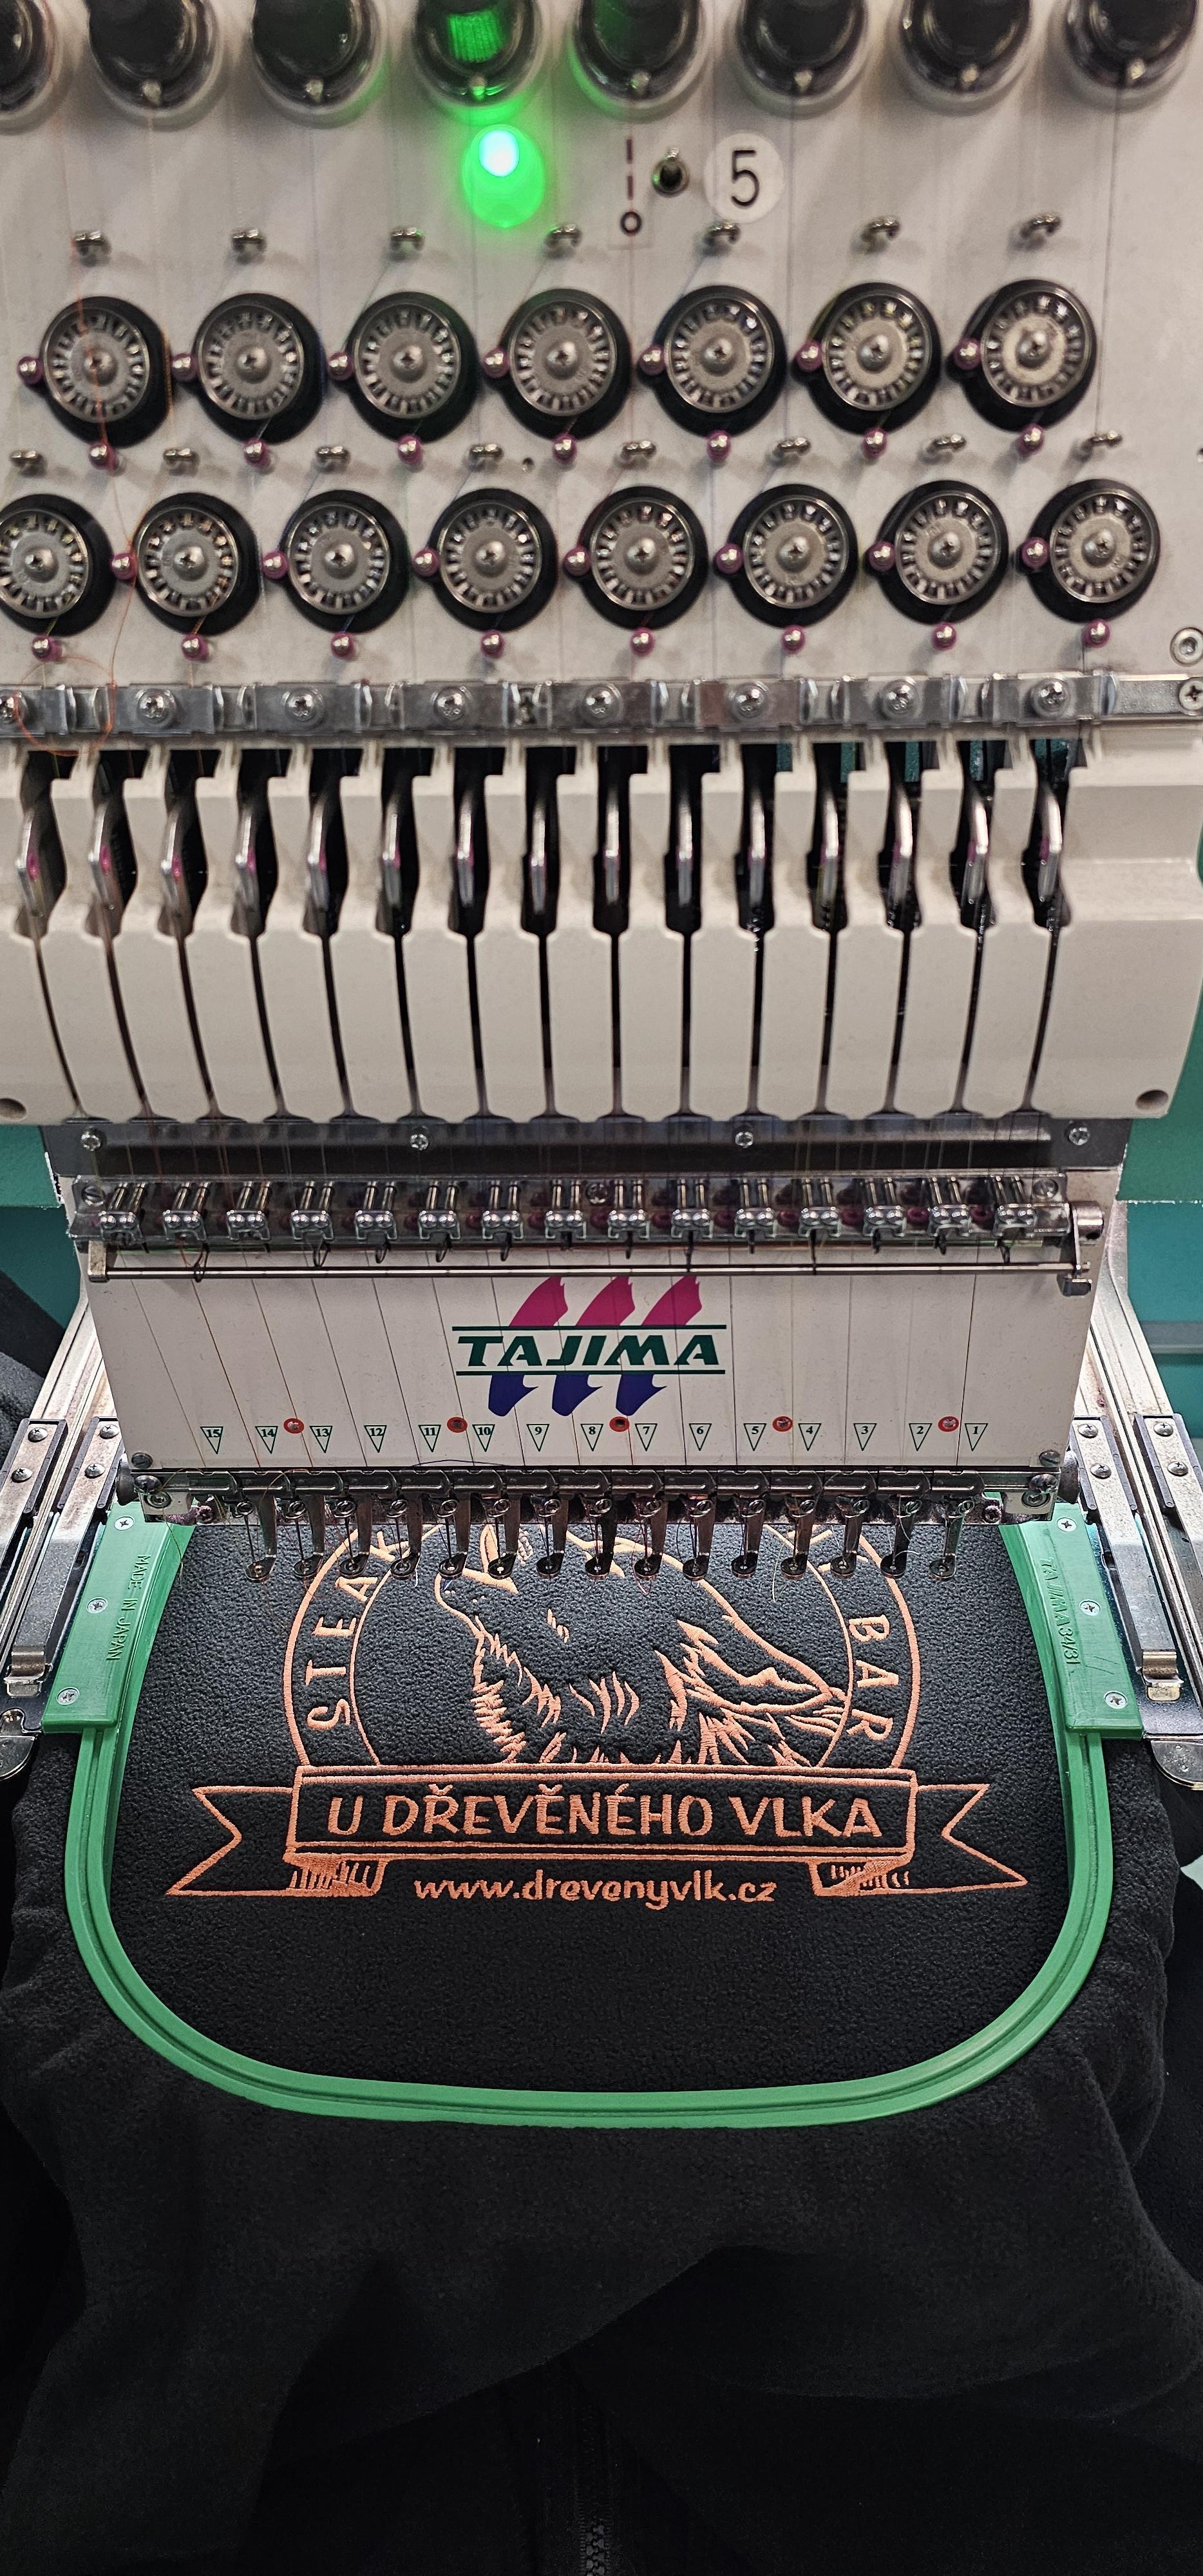 5
TAJIMA
15 14 13 12 11 10 9 8 7 6 5 4 3 2 1
MADE IN JAPAN
STEAK
BAR
U DŘEVĚNÉHO VLKA
www.drevenyvlk.cz